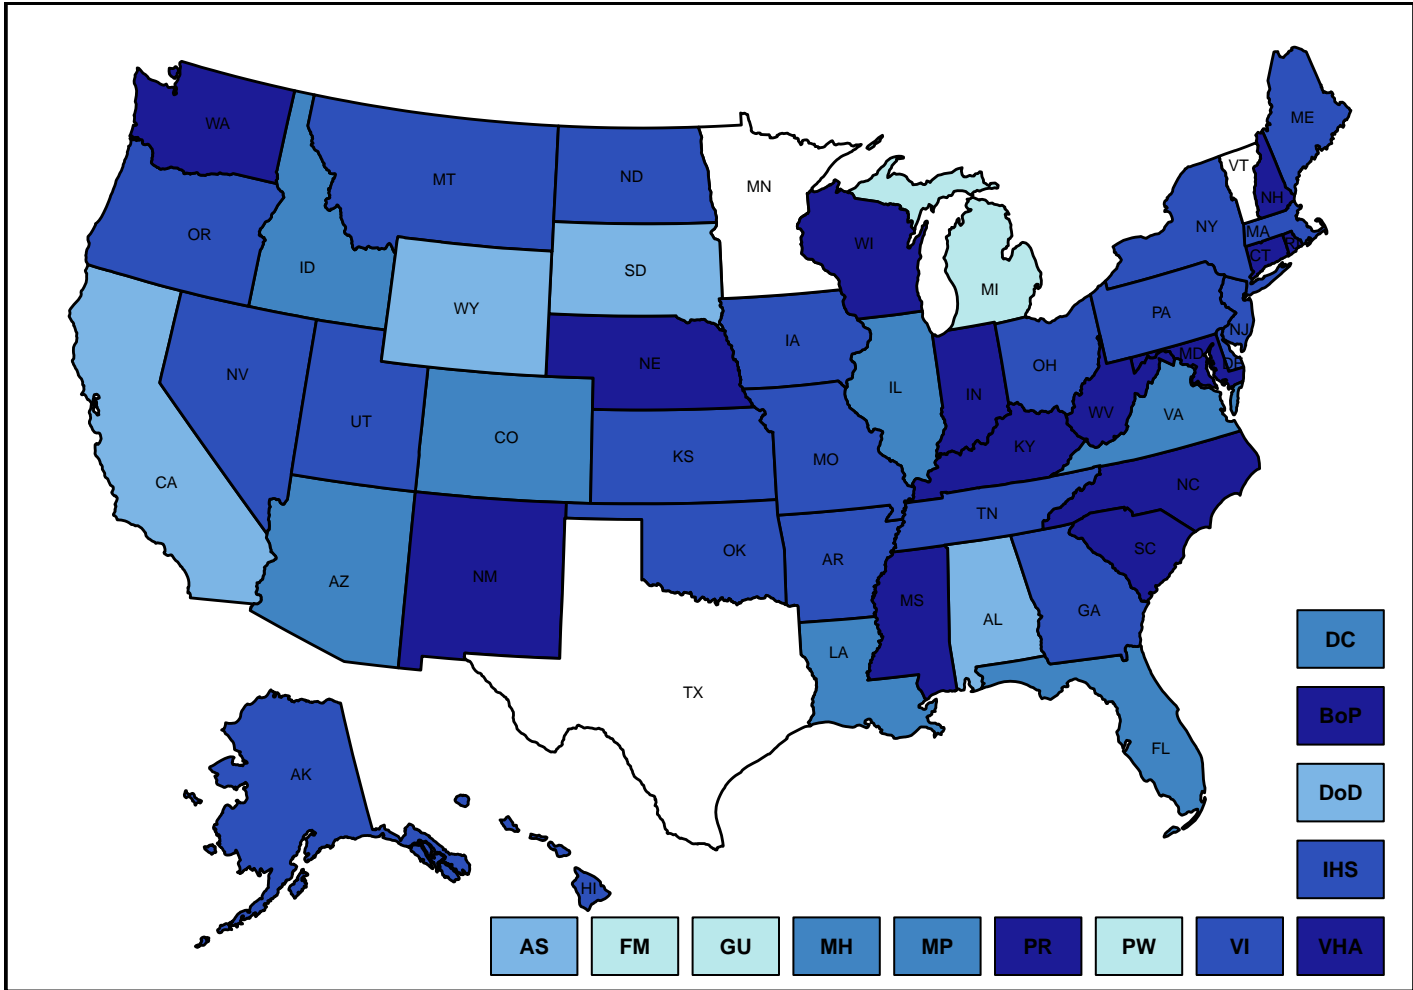 ME
WA
VT
MT
ND
MN
NH
OR
NY
MA
WI
CT
RI
ID
SD
MI
WY
PA
NJ
IA
MD
NE
OH
DE
NV
IL
IN
WV
VA
UT
CO
KY
KS
MO
CA
NC
TN
SC
OK
AR
AZ
NM
MS
AL
GA
DC
LA
TX
BoP
FL
AK
DoD
IHS
HI
AS FM GU MH MP PR PW VI VHA